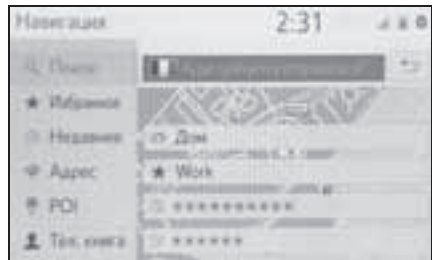 Навигация 2:31
Поиск
Избранное
Недавние
Дом
Адрес
Work
POI
**********
Тел. книга
******